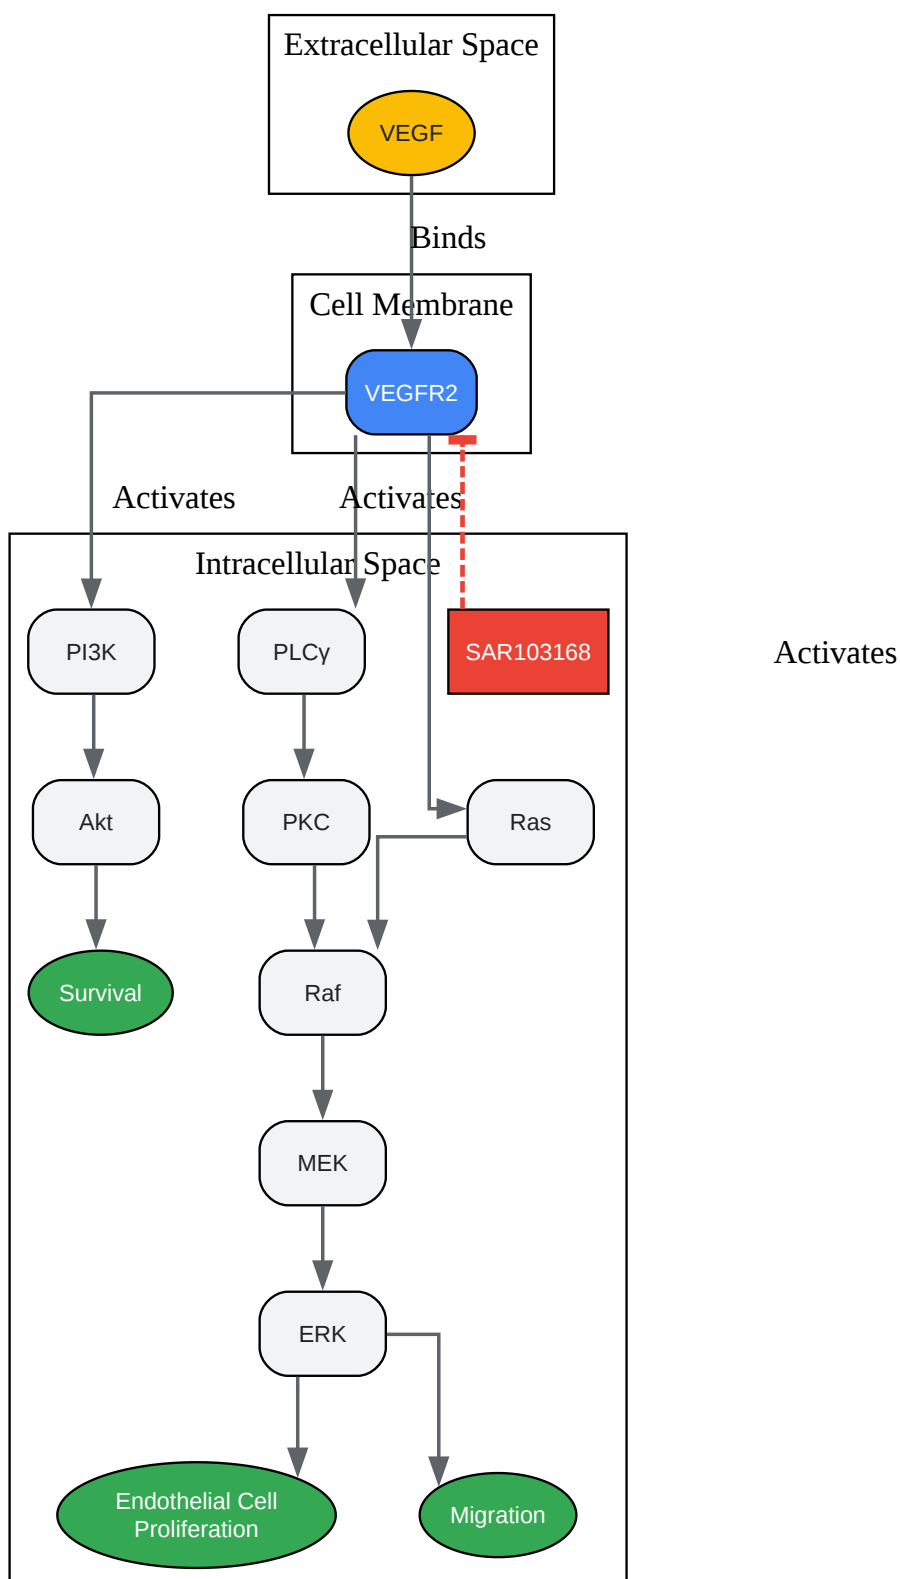 Extracellular Space
VEGF
Binds
Cell Membrane
VEGFR2
Activates
Activates
Intracellular Space
PI3K
PLCγ
SAR103168
Activates
Akt
PKC
Ras
Survival
Raf
MEK
ERK
Endothelial Cell
Proliferation
Migration